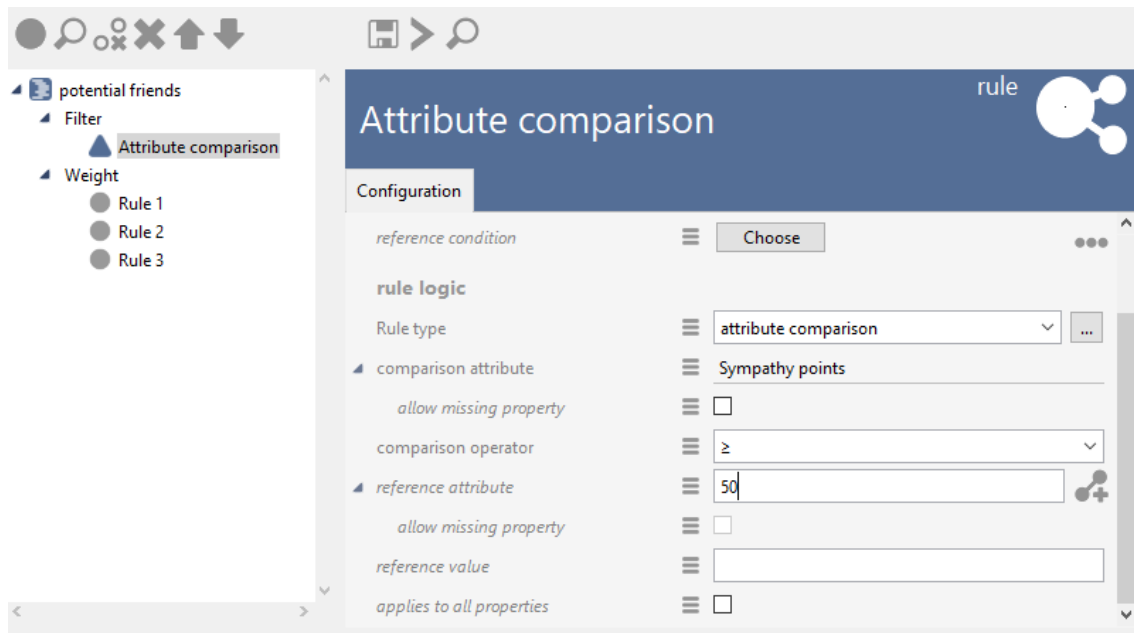 potential friends
Filter
Attribute comparison
Weight
Rule 1
Rule 2
Rule 3
rule
Attribute comparison
Configuration
reference condition
Choose
rule logic
Rule type
attribute comparison
...
comparison attribute
Sympathy points
allow missing property
comparison operator
≥
reference attribute
50
allow missing property
reference value
applies to all properties